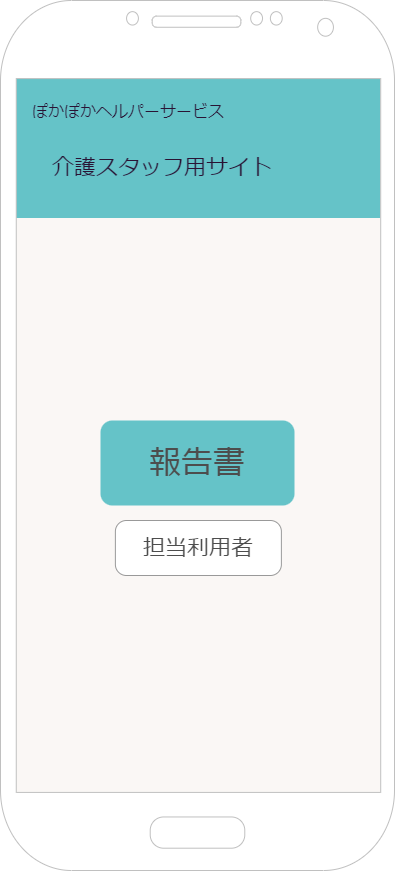 ぽかぽかヘルパーサービス
介護スタッフ用サイト
報告書
担当利用者